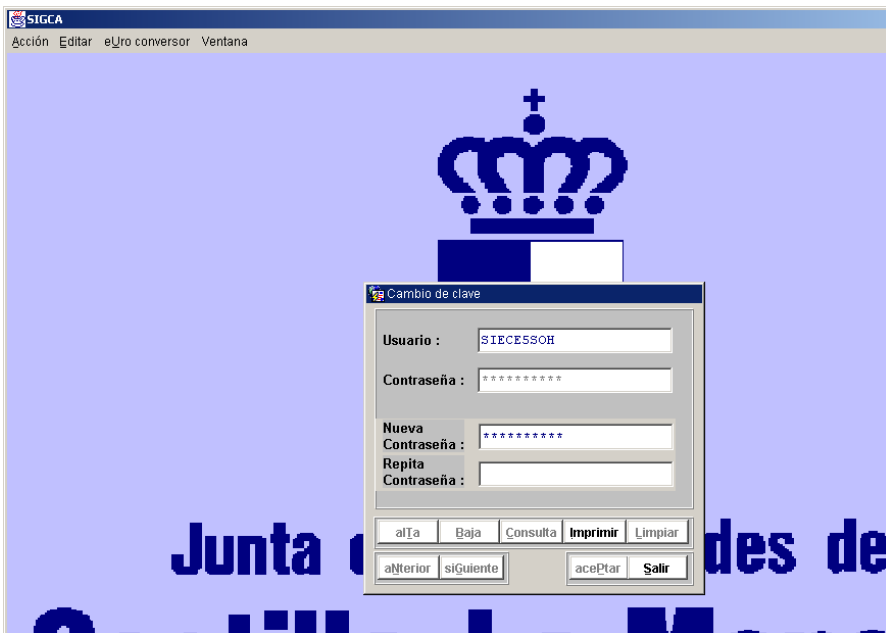 SIGCA
Acción Editar eUro conversor Ventana
Cambio de clave
Usuario : SIECE5SOH
Contraseña : **********
Nueva
Contraseña : **********
Repita
Contraseña :
alTa Baja Consulta Imprimir Limpiar
Junta des de
aNterior siGuiente acePtar Salir